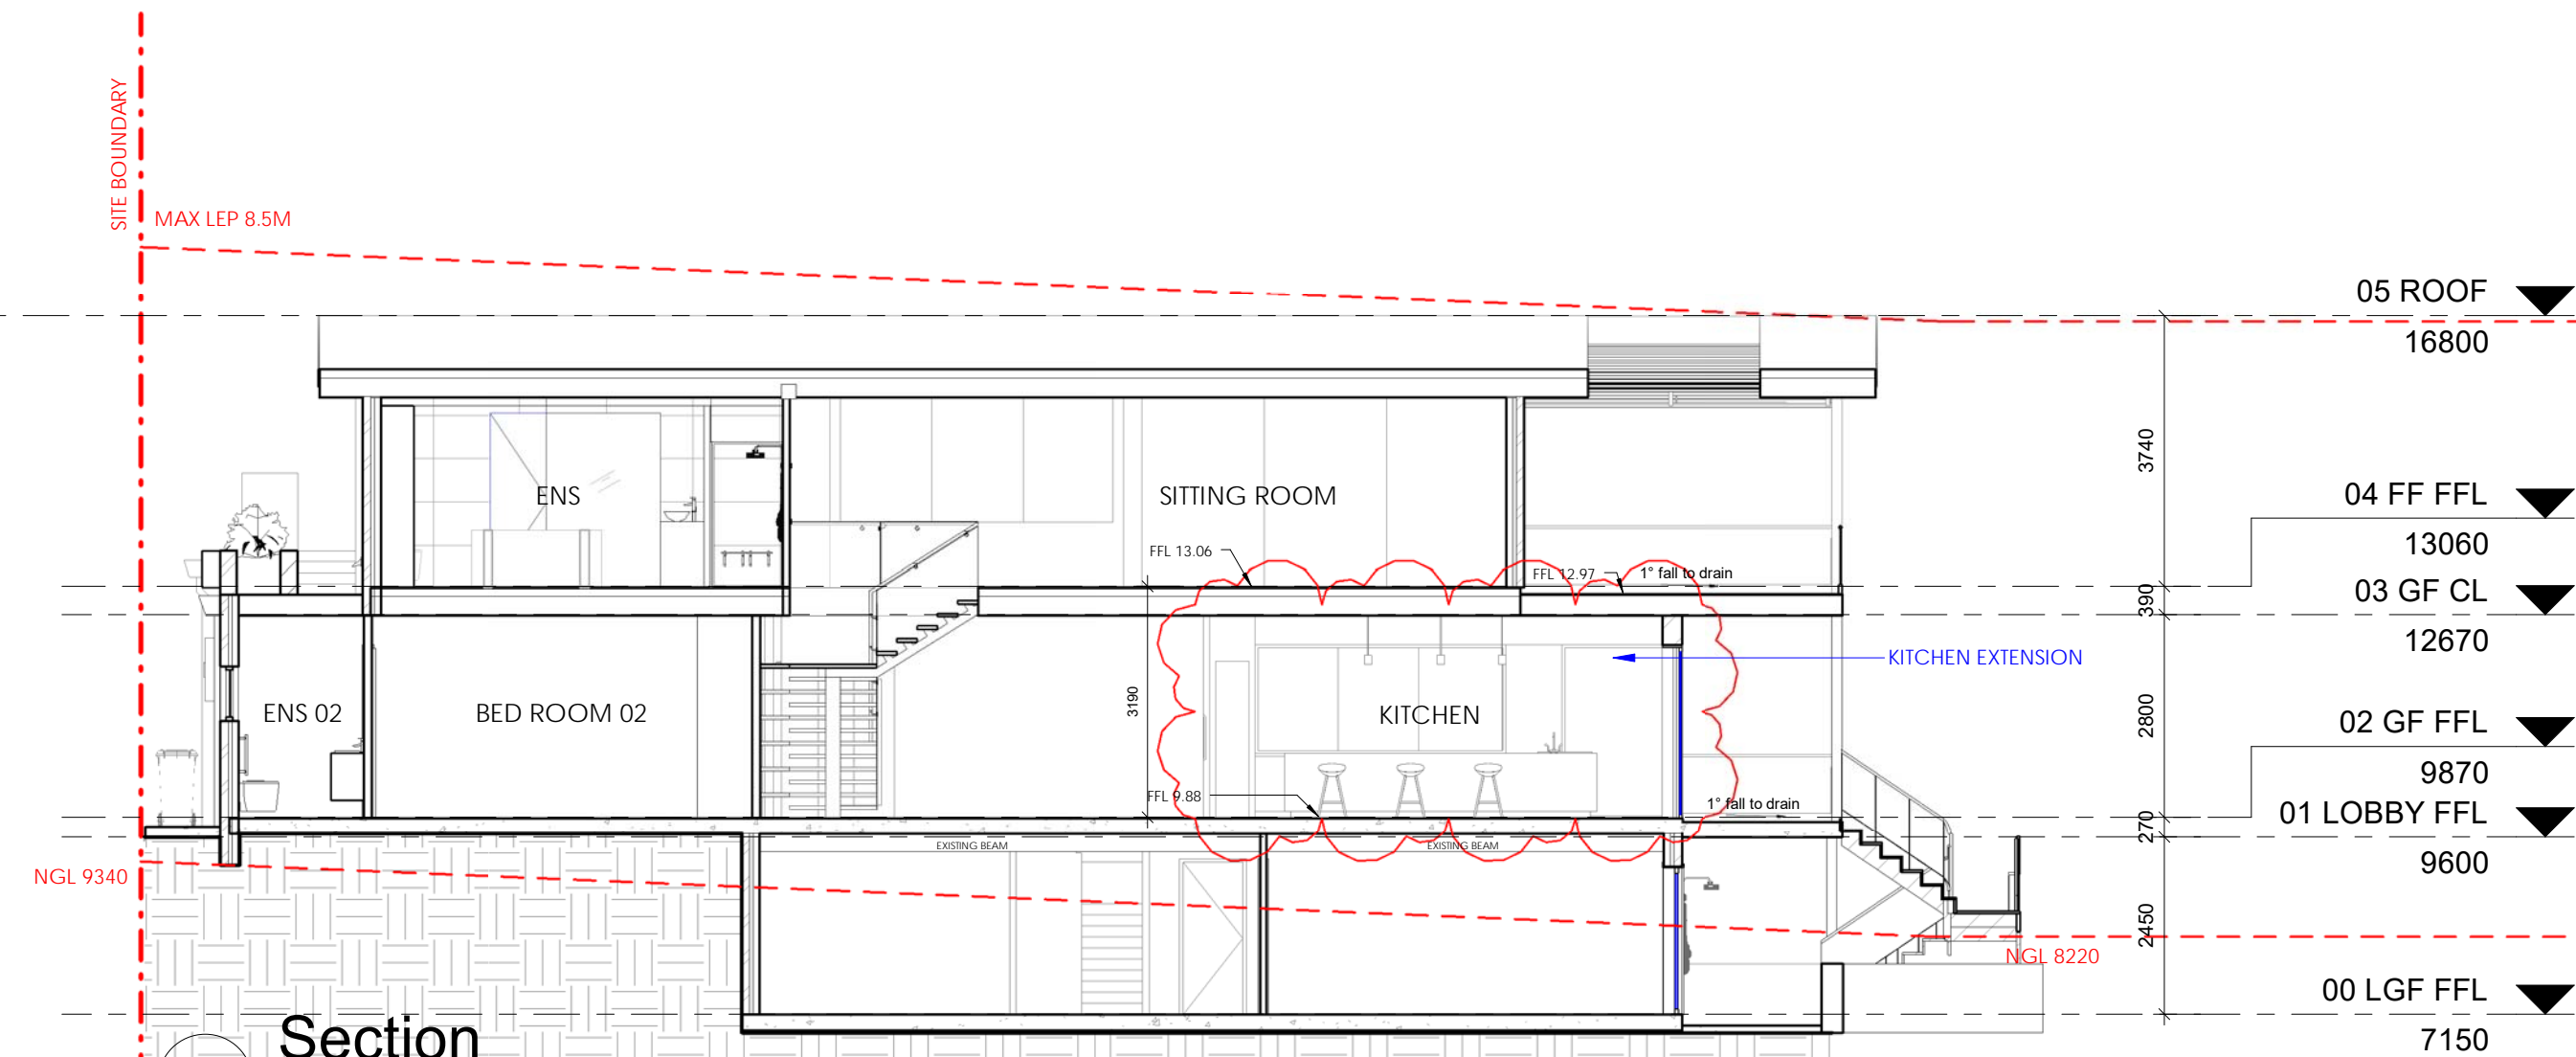 SITE BOUNDARY
MAX LEP 8.5M
05 ROOF
16800
3740
ENS
SITTING ROOM
04 FF FFL
13060
FFL 13.06
FFL 12.97
1° fall to drain
390
03 GF CL
12670
KITCHEN EXTENSION
3190
2800
ENS 02
BED ROOM 02
KITCHEN
02 GF FFL
9870
FFL 9.88
1° fall to drain
270
01 LOBBY FFL
9600
EXISTING BEAM
EXISTING BEAM
NGL 9340
2450
NGL 8220
00 LGF FFL
7150
Section